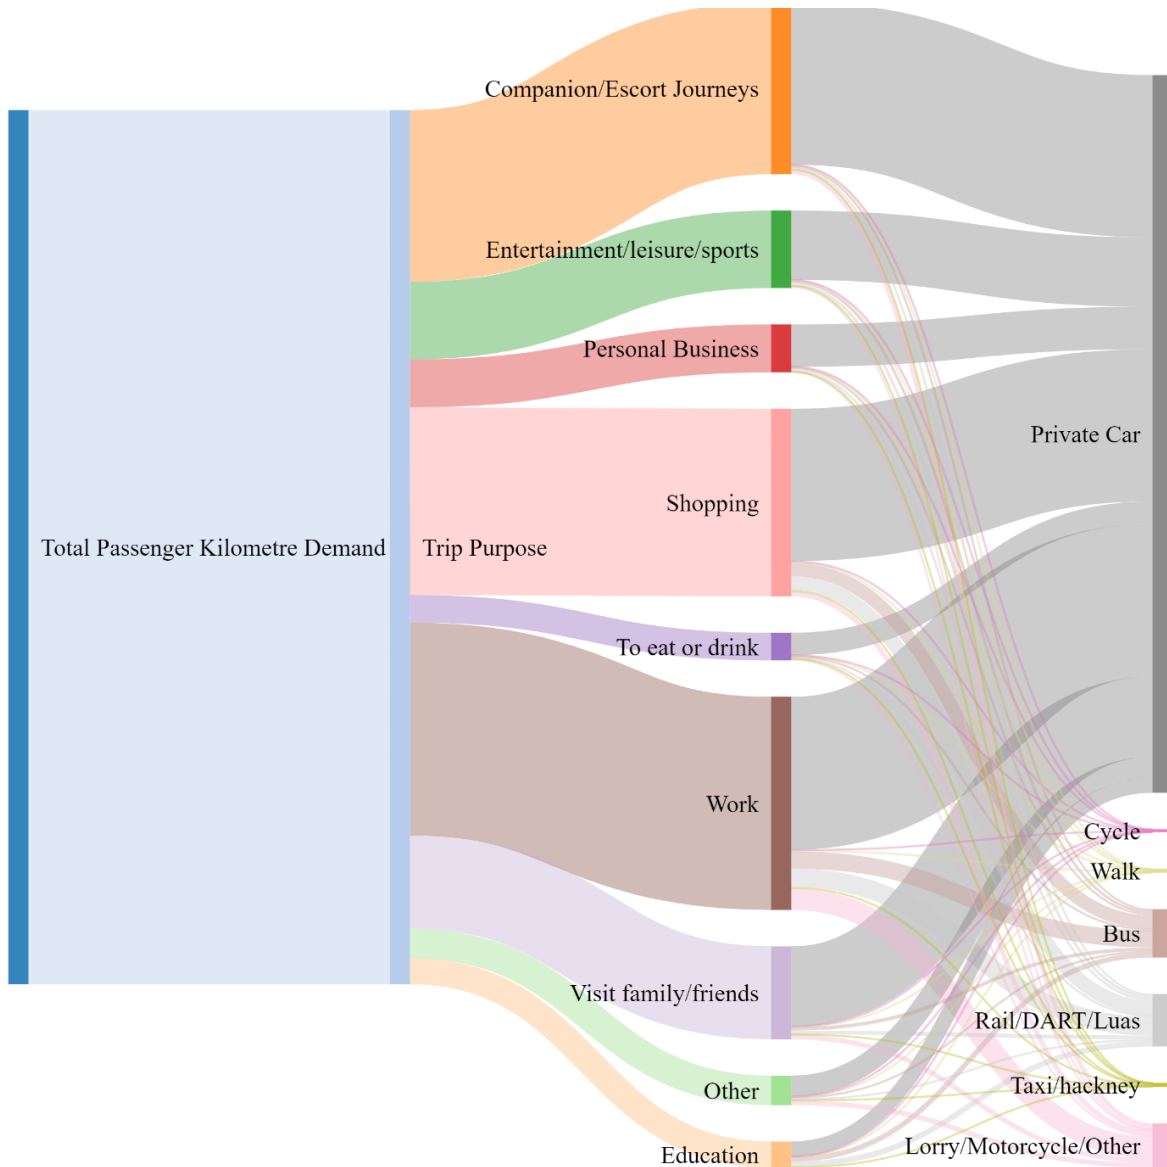 Companion/Escort Journeys
Entertainment/leisure/sports
Personal Business
Private Car
Shopping
Total Passenger Kilometre Demand
Trip Purpose
To eat or drink
Work
Cycle
Walk
Bus
Visit family/friends
Rail/DART/Luas
Taxi/hackney
Other
Lorry/Motorcycle/Other
Education